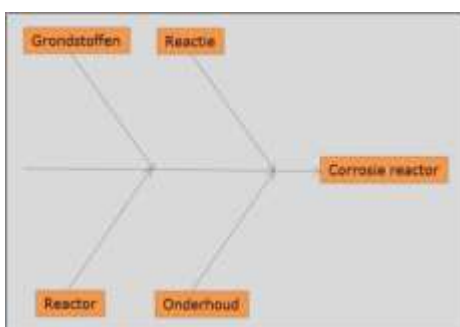 Grondstoffen
Reactie
Corrosie reactor
Reactor
Onderhoud